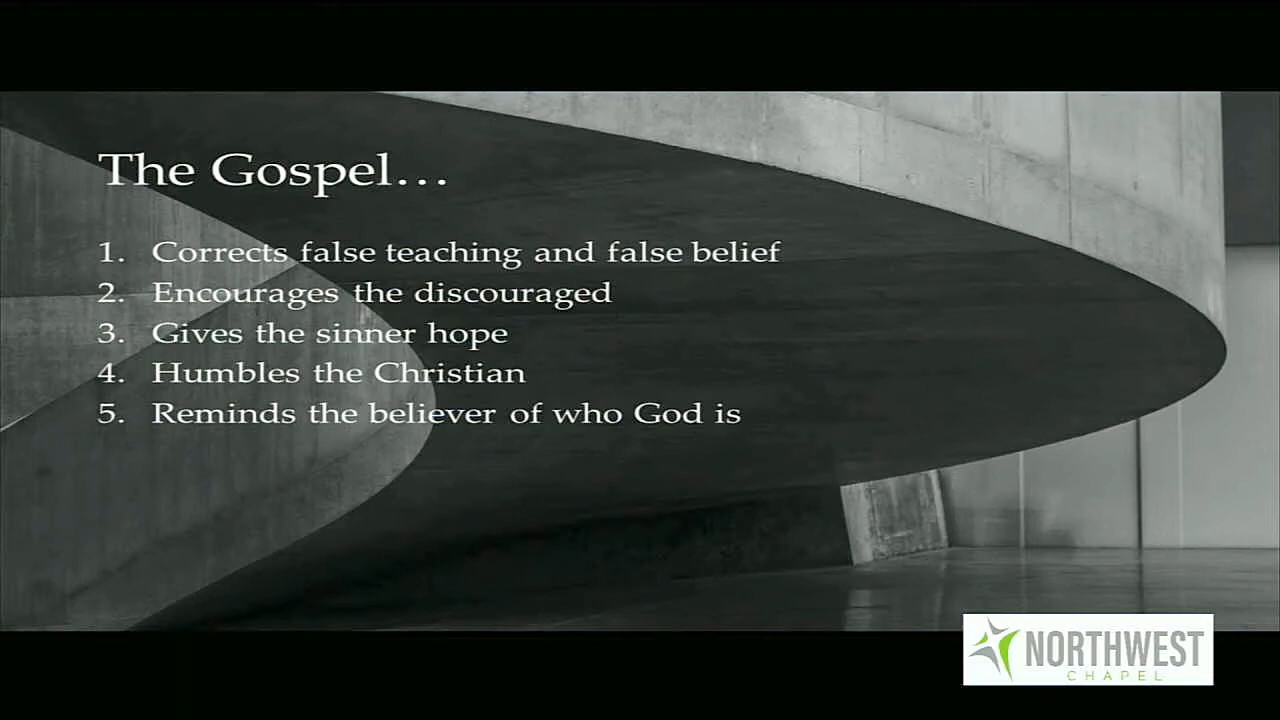 The Gospel…
1. Corrects false teaching and false belief
2. Encourages the discouraged
3. Gives the sinner hope
4. Humbles the Christian
5. Reminds the believer of who God is
NORTHWEST
CHAPEL